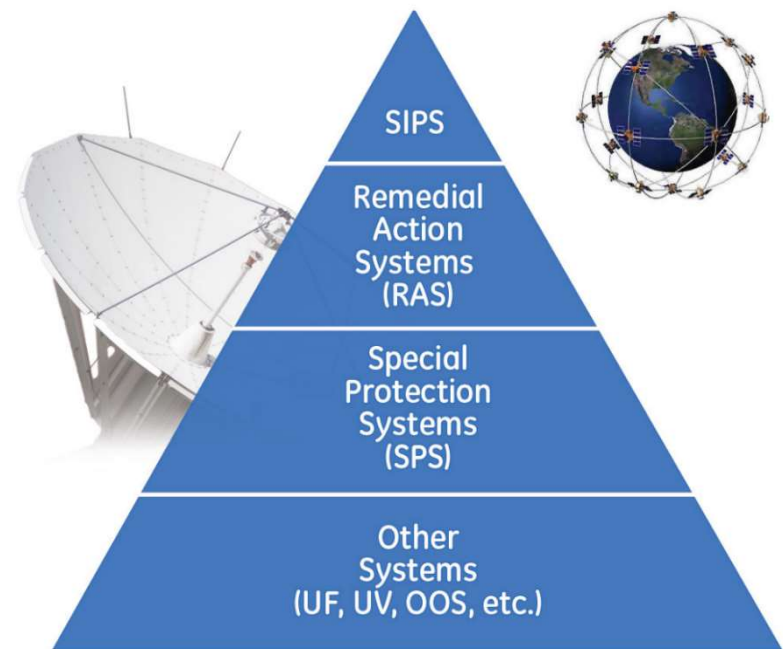 SIPS
Remedial
Action
Systems
(RAS)
Special
Protection
Systems
(SPS)
Other
Systems
(UF, UV, OOS, etc.)